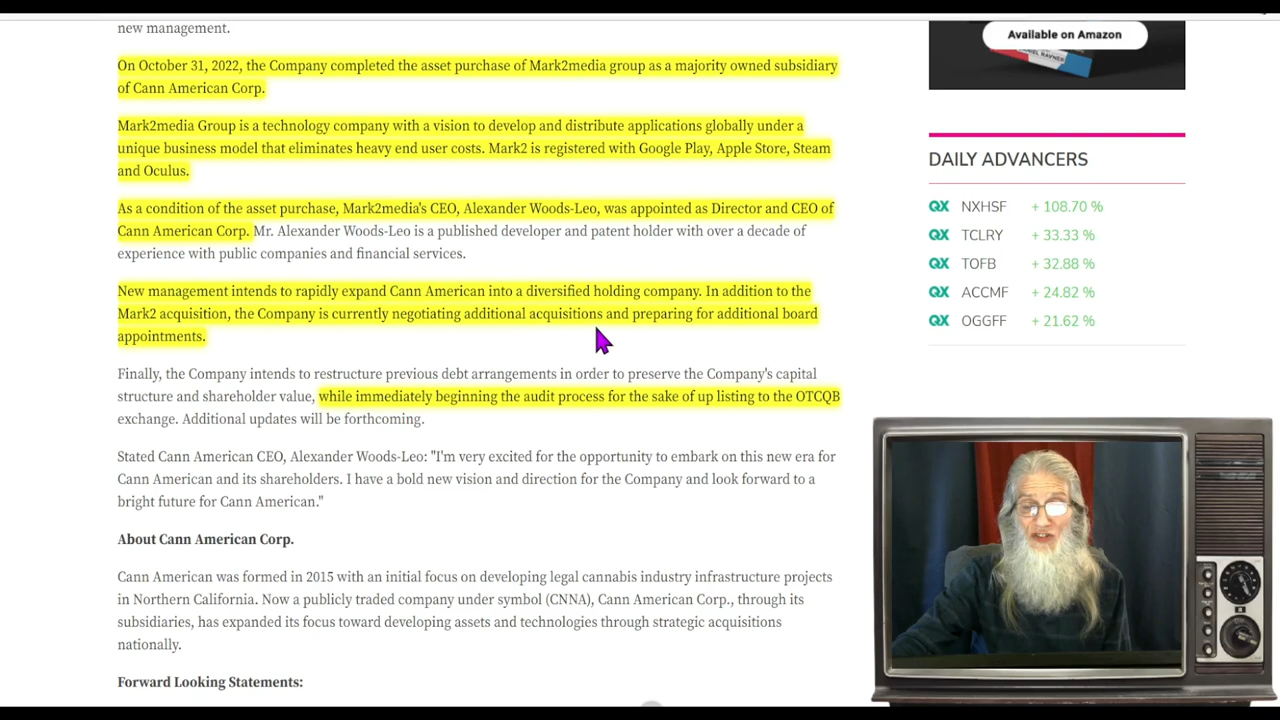 new management.
Available on Amazon
On October 31, 2022, the Company completed the asset purchase of Mark2media group as a majority owned subsidiary
of Cann American Corp.
Mark2media Group is a technology company with a vision to develop and distribute applications globally under a
unique business model that eliminates heavy end user costs. Mark2 is registered with Google Play, Apple Store, Steam
and Oculus.
As a condition of the asset purchase, Mark2media's CEO, Alexander Woods-Leo, was appointed as Director and CEO of
Cann American Corp. Mr. Alexander Woods-Leo is a published developer and patent holder with over a decade of
experience with public companies and financial services.
New management intends to rapidly expand Cann American into a diversified holding company. In addition to the
Mark2 acquisition, the Company is currently negotiating additional acquisitions and preparing for additional board
appointments.
Finally, the Company intends to restructure previous debt arrangements in order to preserve the Company's capital
structure and shareholder value, while immediately beginning the audit process for the sake of up listing to the OTCQB
exchange. Additional updates will be forthcoming.
Stated Cann American CEO, Alexander Woods-Leo: "I'm very excited for the opportunity to embark on this new era for
Cann American and its shareholders. I have a bold new vision and direction for the Company and look forward to a
bright future for Cann American."
About Cann American Corp.
Cann American was formed in 2015 with an initial focus on developing legal cannabis industry infrastructure projects
in Northern California. Now a publicly traded company under symbol (CNNA), Cann American Corp., through its
subsidiaries, has expanded its focus toward developing assets and technologies through strategic acquisitions
nationally.
Forward Looking Statements:
DAILY ADVANCERS
QX NXHSF + 108.70 %
QX TCLRY + 33.33 %
QX TOFB + 32.88 %
QX ACCMF + 24.82 %
QX OGGFF + 21.62 %